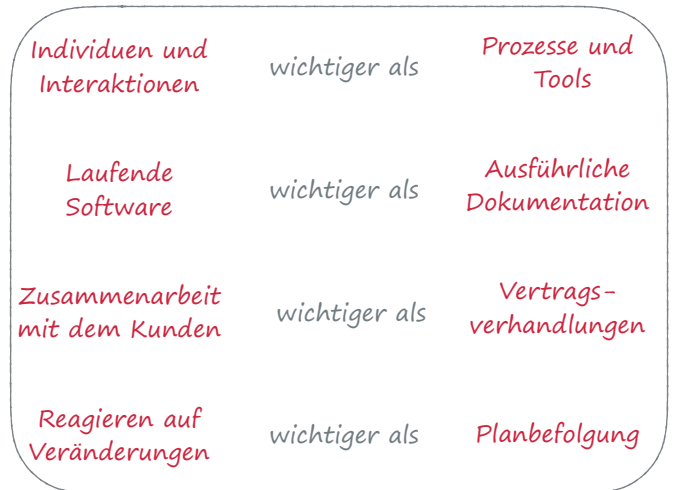 Individuen und
Interaktionen
wichtiger als
Prozesse und
Tools
Laufende
Software
wichtiger als
Ausführliche
Dokumentation
Zusammenarbeit
mit dem Kunden
wichtiger als
Vertrags-
verhandlungen
Reagieren auf
Veränderungen
wichtiger als
Planbefolgung